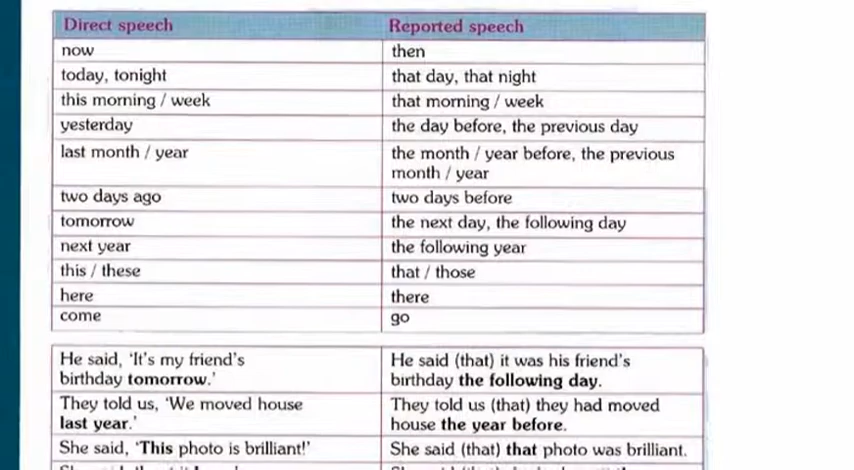 Direct speech Reported speech
now then
today, tonight that day, that night
this morning / week that morning / week
yesterday the day before, the previous day
last month / year the month / year before, the previous
month / year
two days ago two days before
tomorrow the next day, the following day
next year the following year
this / these that / those
here there
come go
He said, ‘It's my friend's He said (that) it was his friend's
birthday tomorrow.’ birthday the following day.
They told us, ‘We moved house They told us (that) they had moved
last year.’ house the year before.
She said, ‘This photo is brilliant!’ She said (that) that photo was brilliant.